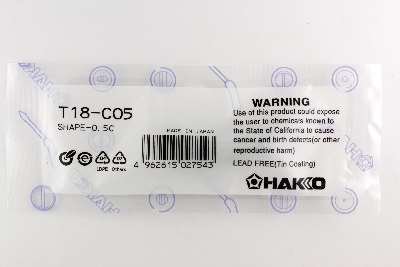 T18-C05
SHAPE-0.5C
MADE IN JAPAN
LDPE Others
4 962615 027543
WARNING
Use of this product could expose
the user to chemicals known to
the State of California to cause
cancer and birth defects(or other
reproductive harm)
LEAD FREE(Tin Coating)
HAKKO